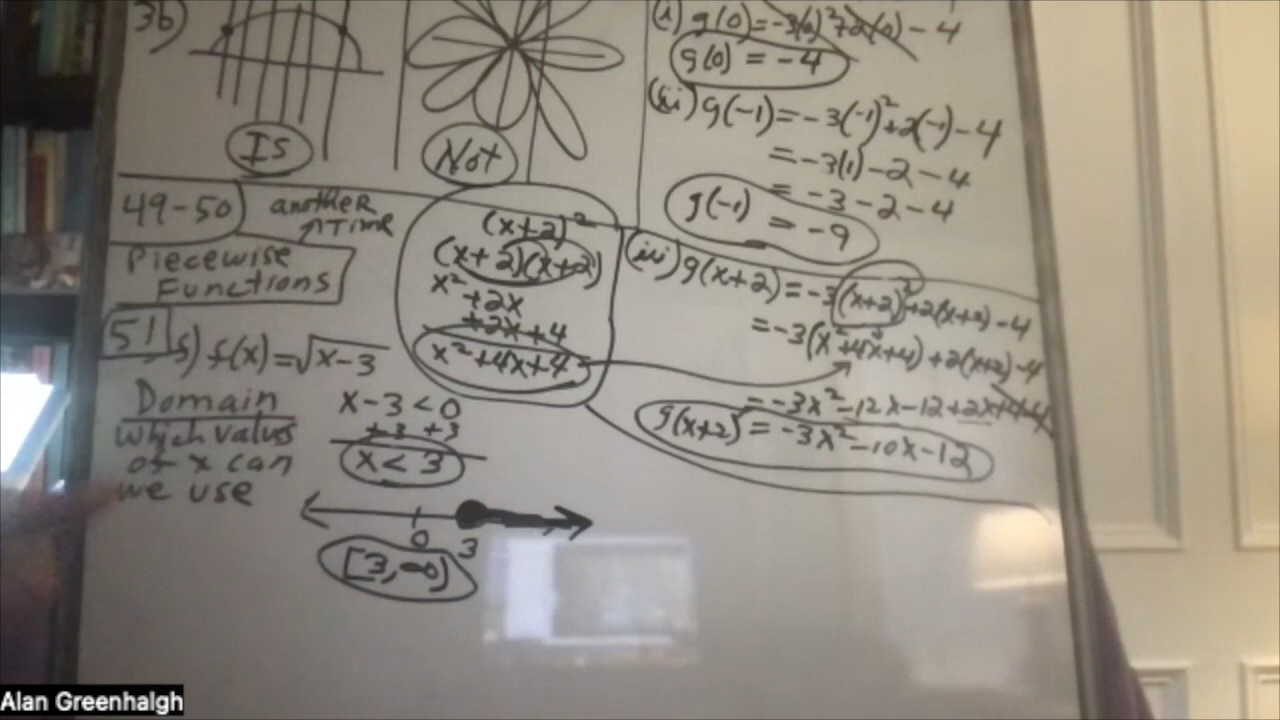 36)
Is
Not
49-50
another
Time
Piecewise
Functions
51
f(x)=√x-3
Domain
which values
of x can
we use
x-3<0
+3 +3
x<3
0
3
[3,∞)
(x+2)²
(x+2)(x+2)
x²
+2x
+2x+4
x²+4x+4
(i) g(0)=-3(0)²+2(0)-4
g(0) = -4
(ii) g(-1)=-3(-1)²+2(-1)-4
=-3(1)-2-4
= -3-2-4
g(-1) = -9
(iii) g(x+2)=-3(x+2)²+2(x+2)-4
=-3(x²+4x+4)+2(x+2)-4
=-3x²-12x-12+2x+4-4
g(x+2) = -3x²-10x-12
Alan Greenhalgh